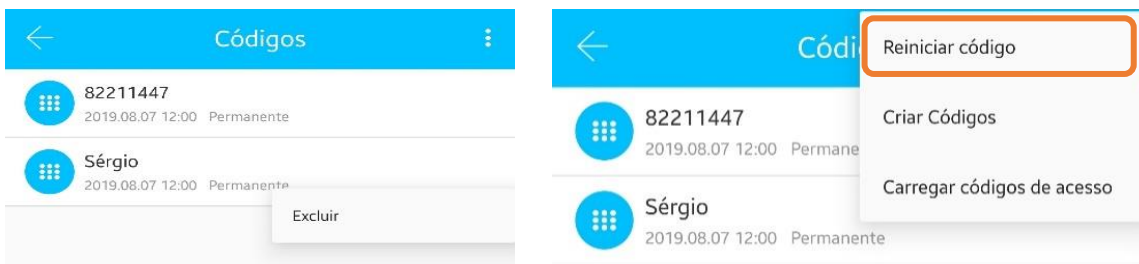 Códigos
82211447
2019.08.07 12:00 Permanente
Sérgio
2019.08.07 12:00 Permanente
Excluir
Códi
Reiniciar código
82211447
Criar Códigos
2019.08.07 12:00 Permane
Carregar códigos de acesso
Sérgio
2019.08.07 12:00 Permanente